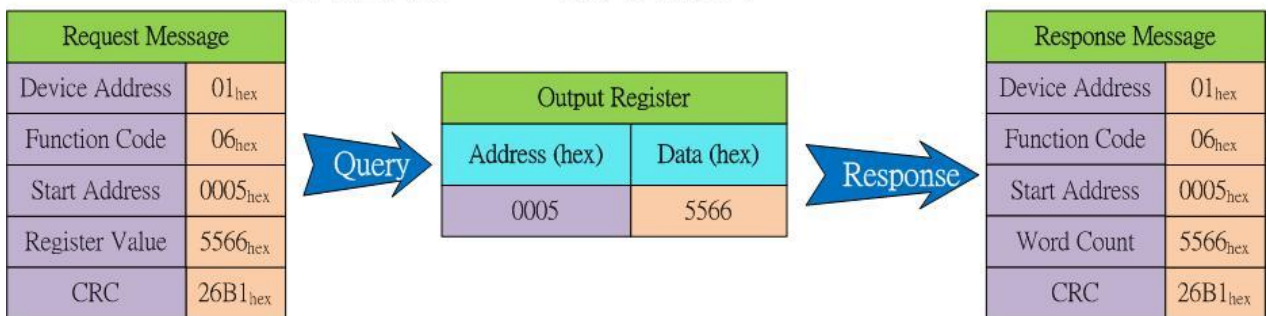 Request Message
Device Address 01hex
Function Code 06hex
Start Address 0005hex
Register Value 5566hex
CRC 26B1hex
Query
Output Register
Address (hex) Data (hex)
0005 5566
Response
Response Message
Device Address 01hex
Function Code 06hex
Start Address 0005hex
Word Count 5566hex
CRC 26B1hex